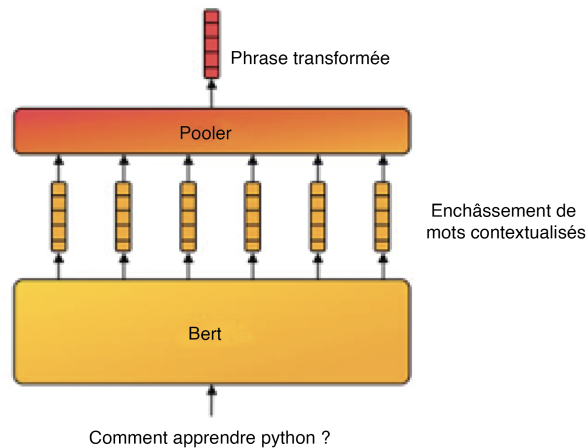 Phrase transformée
Pooler
Enchâssement de
mots contextualisés
Bert
Comment apprendre python ?